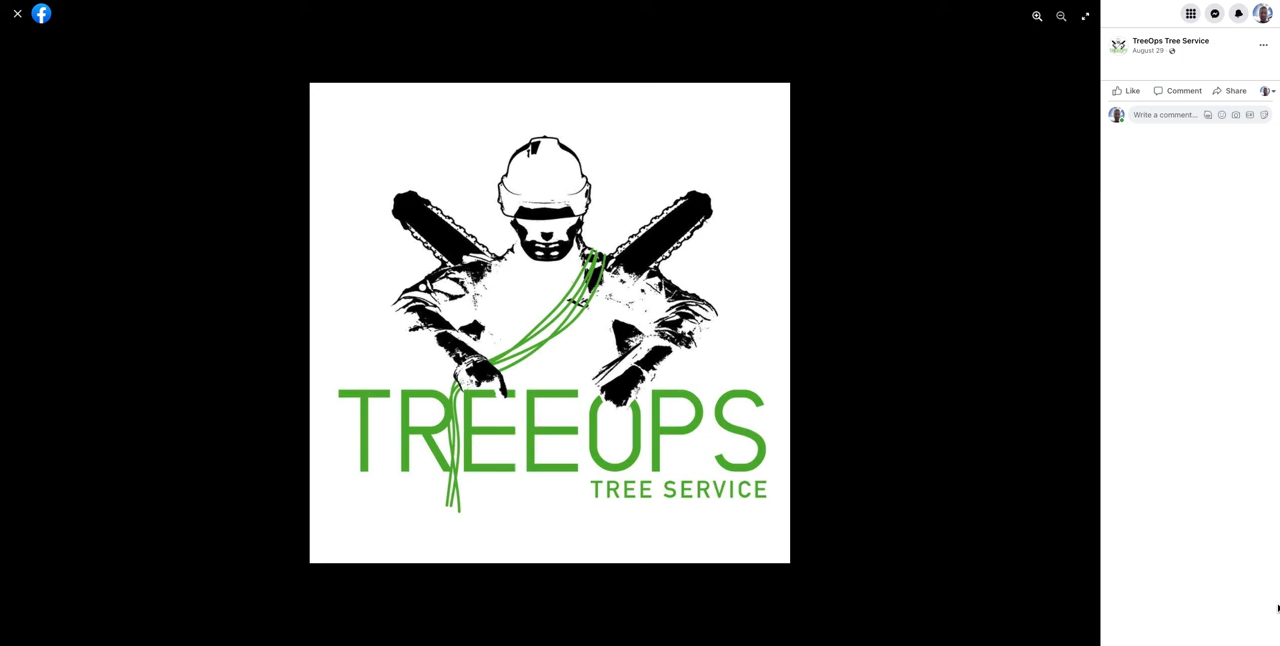 TreeOps Tree Service
August 29
Like
Comment
Share
Write a comment...
TREEOPS
TREE SERVICE